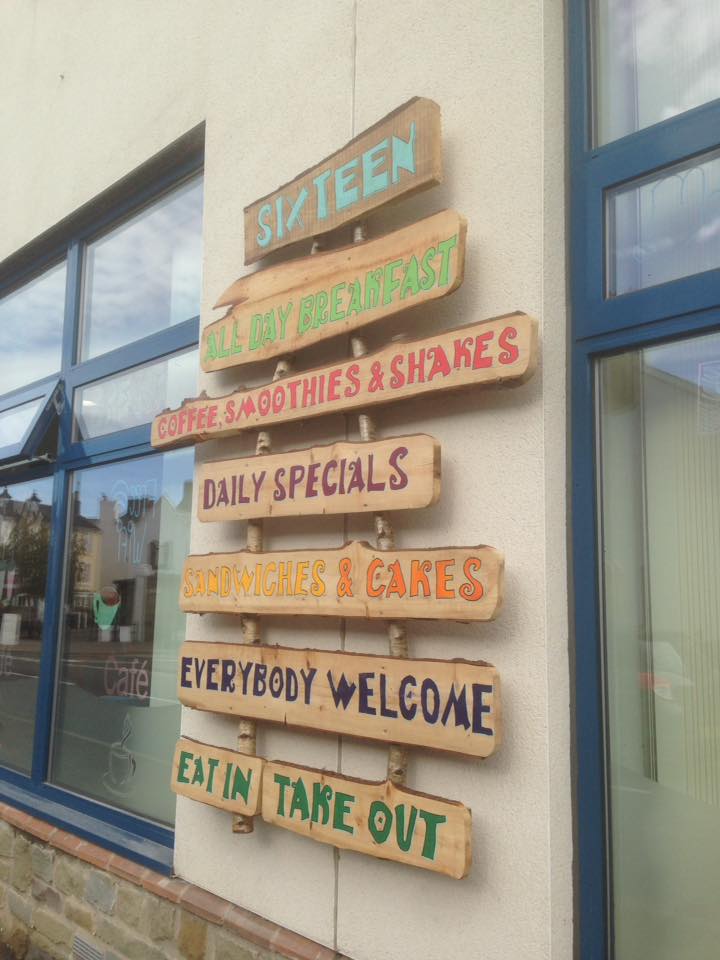 SIXTEEN
ALL DAY BREAKFAST
COFFEE, SMOOTHIES & SHAKES
DAILY SPECIALS
SANDWICHES & CAKES
EVERYBODY WELCOME
EAT IN TAKE OUT
Café